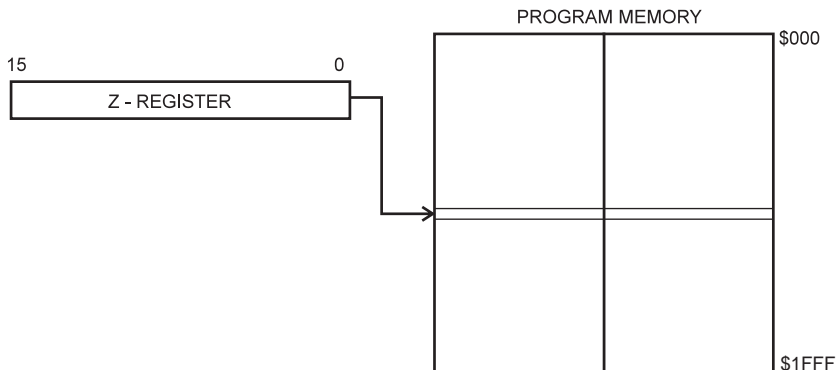 PROGRAM MEMORY
$000
15 0
Z - REGISTER
$1FFF